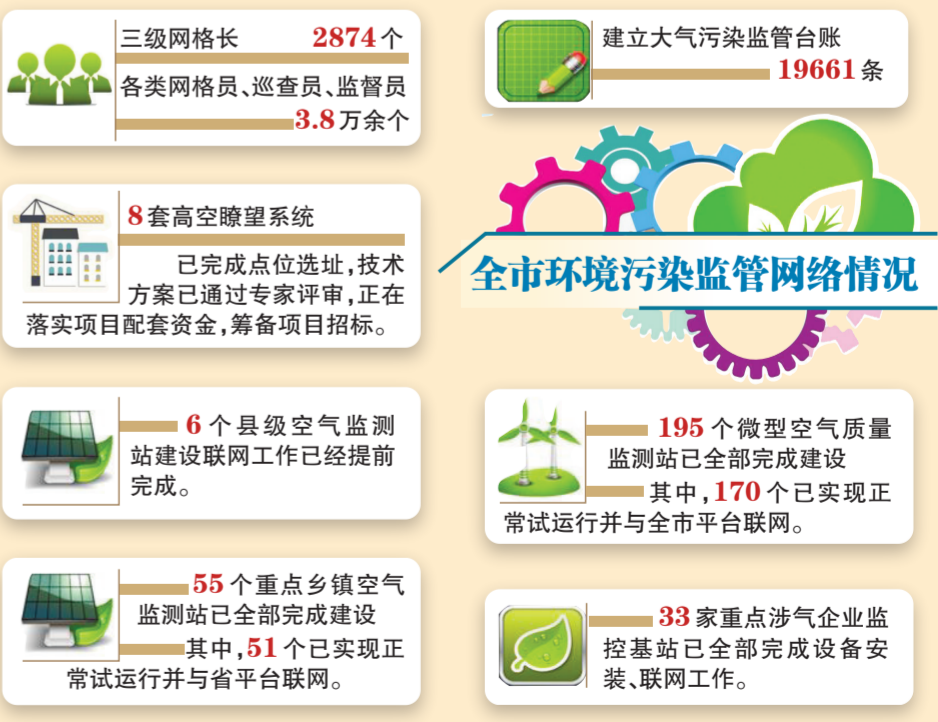 三级网格长 2874个
各类网格员、巡查员、监督员
3.8万余个
8套高空瞭望系统
已完成点位选址,技术
方案已通过专家评审,正在
落实项目配套资金,筹备项目招标。
6个县级空气监测
站建设联网工作已经提前
完成。
55个重点乡镇空气
监测站已全部完成建设
其中,51个已实现正
常试运行并与省平台联网。
建立大气污染监管台账
19661条
全市环境污染监管网络情况
195个微型空气质量
监测站已全部完成建设
其中,170个已实现正
常试运行并与全市平台联网。
33家重点涉气企业监
控基站已全部完成设备安
装、联网工作。